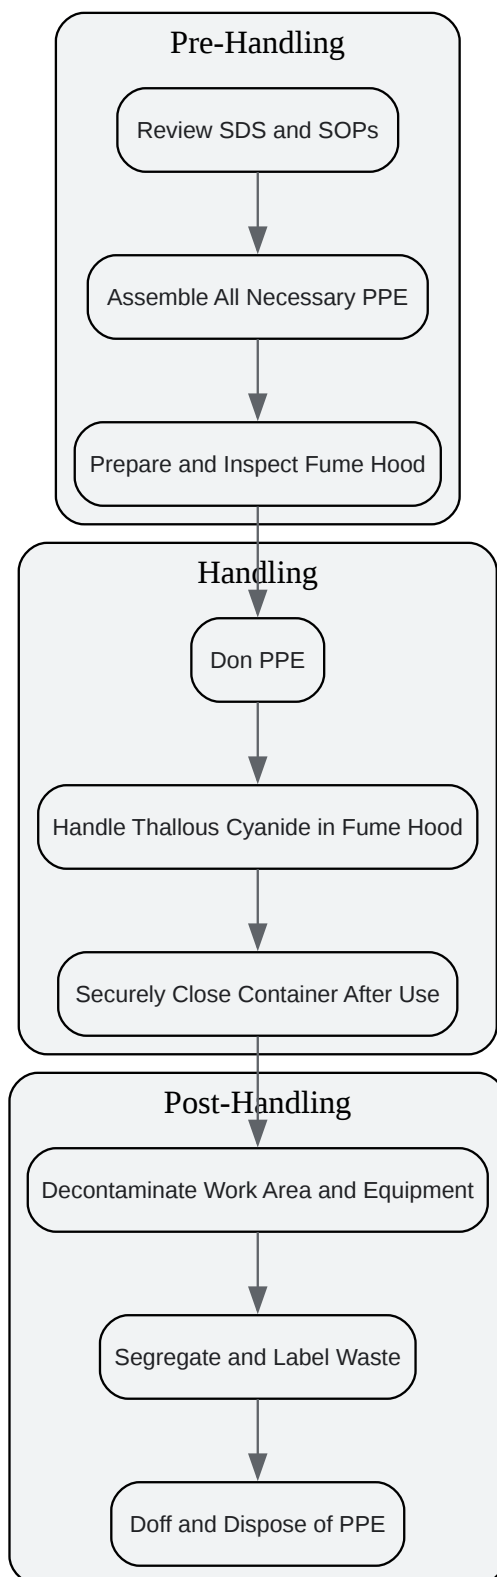 Pre-Handling
Review SDS and SOPs
Assemble All Necessary PPE
Prepare and Inspect Fume Hood
Handling
Don PPE
Handle Thallous Cyanide in Fume Hood
Securely Close Container After Use
Post-Handling
Decontaminate Work Area and Equipment
Segregate and Label Waste
Doff and Dispose of PPE